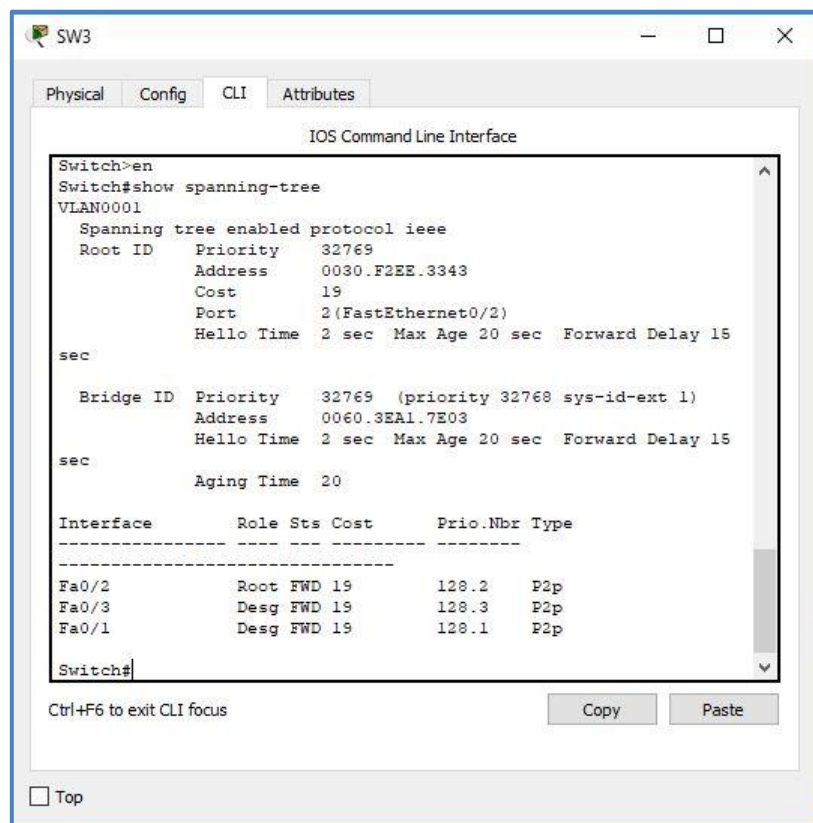 SW3
Physical Config CLI Attributes
IOS Command Line Interface
Switch>en
Switch#show spanning-tree
VLAN0001
  Spanning tree enabled protocol ieee
  Root ID    Priority    32769
             Address     0030.F2EE.3343
             Cost        19
             Port        2(FastEthernet0/2)
             Hello Time  2 sec  Max Age 20 sec  Forward Delay 15
sec
  Bridge ID  Priority    32769  (priority 32768 sys-id-ext 1)
             Address     0060.3EA1.7E03
             Hello Time  2 sec  Max Age 20 sec  Forward Delay 15
sec
             Aging Time  20
Interface        Role Sts Cost      Prio.Nbr Type
---------------- ---- --- --------- --------
--------------------------------
Fa0/2            Root FWD 19        128.2    P2p
Fa0/3            Desg FWD 19        128.3    P2p
Fa0/1            Desg FWD 19        128.1    P2p
Switch#
Ctrl+F6 to exit CLI focus
Copy Paste
Top